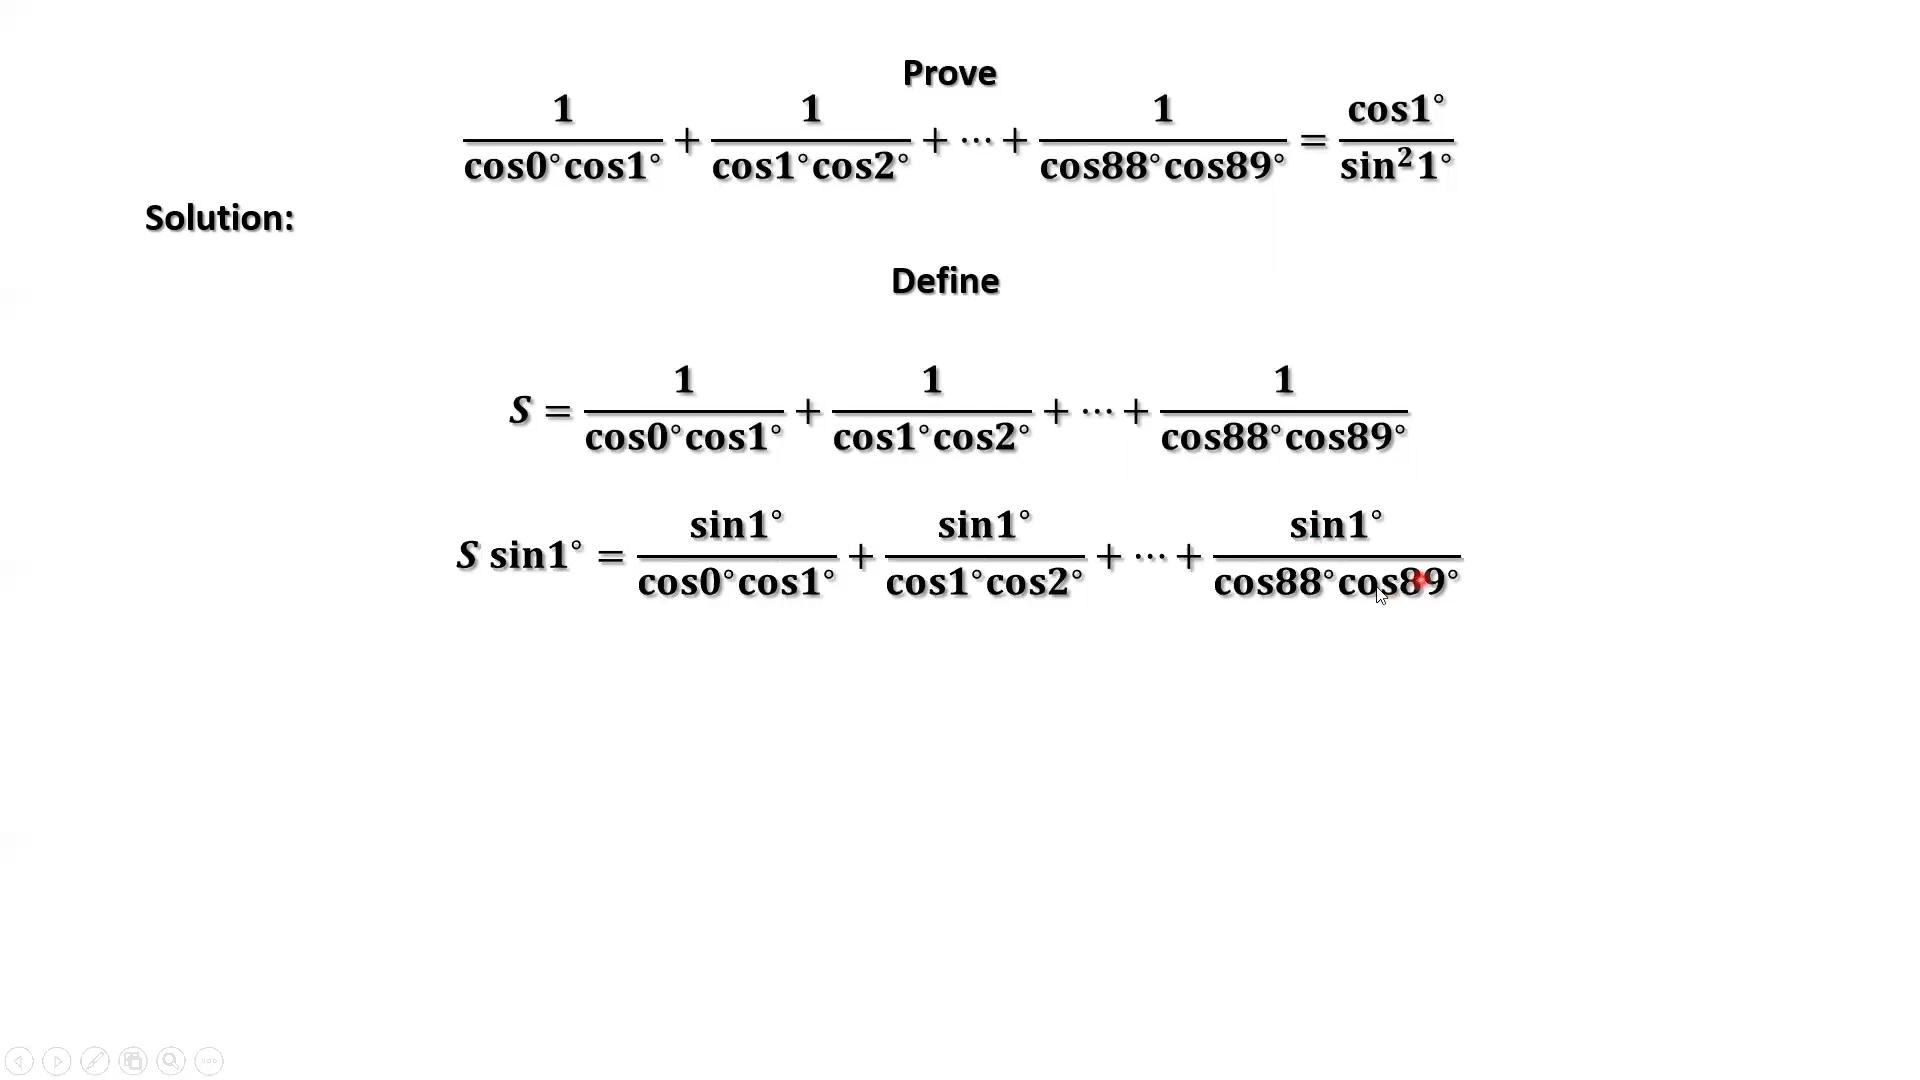 Prove
1/(cos0°cos1°) + 1/(cos1°cos2°) + ⋯ + 1/(cos88°cos89°) = cos1°/sin²1°
Solution:
Define
S = 1/(cos0°cos1°) + 1/(cos1°cos2°) + ⋯ + 1/(cos88°cos89°)
S sin1° = sin1°/(cos0°cos1°) + sin1°/(cos1°cos2°) + ⋯ + sin1°/(cos88°cos89°)